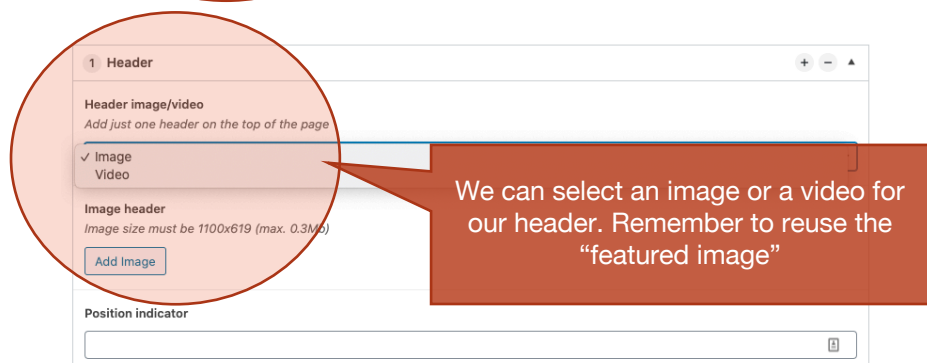 1 Header
Header image/video
Add just one header on the top of the page
✓ Image
Video
We can select an image or a video for
our header. Remember to reuse the
“featured image”
Image header
Image size must be 1100x619 (max. 0.3Mb)
Add Image
Position indicator